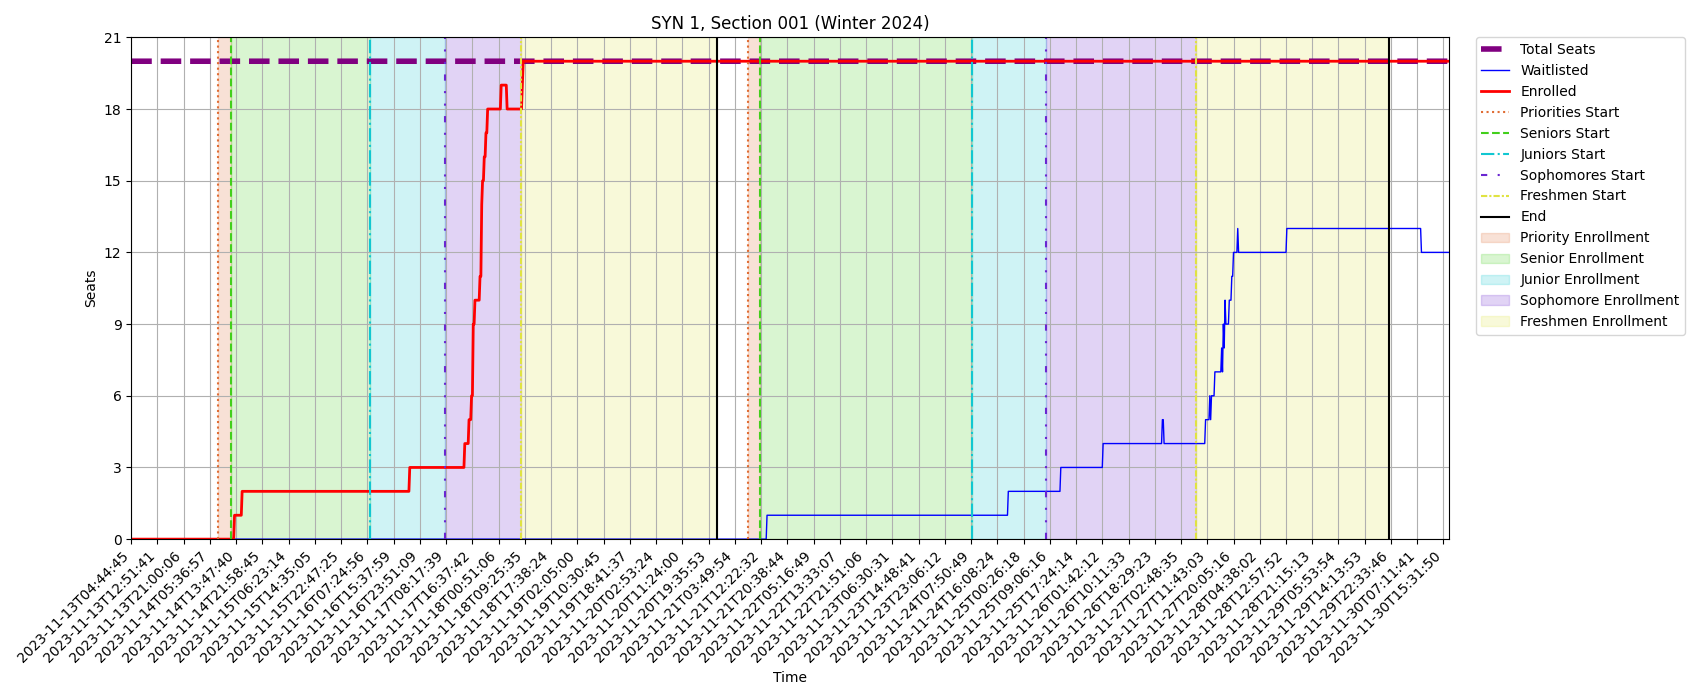 SYN 1, Section 001 (Winter 2024)
21
18
15
12
9
6
3
0
Seats
2023-11-13T04:44:45
2023-11-13T12:51:41
2023-11-13T21:00:06
2023-11-14T05:36:57
2023-11-14T13:47:40
2023-11-14T21:58:45
2023-11-15T06:23:14
2023-11-15T14:35:05
2023-11-15T22:47:25
2023-11-16T07:24:56
2023-11-16T15:37:59
2023-11-16T23:51:09
2023-11-17T08:17:39
2023-11-17T16:37:42
2023-11-18T00:51:06
2023-11-18T09:25:35
2023-11-18T17:38:24
2023-11-19T02:05:00
2023-11-19T10:30:45
2023-11-19T18:41:37
2023-11-20T02:53:24
2023-11-20T11:24:00
2023-11-20T19:35:53
2023-11-21T03:49:54
2023-11-21T12:22:32
2023-11-21T20:38:44
2023-11-22T05:16:49
2023-11-22T13:33:07
2023-11-22T21:51:06
2023-11-23T06:30:31
2023-11-23T14:48:41
2023-11-23T23:06:12
2023-11-24T07:50:49
2023-11-24T16:08:24
2023-11-25T00:26:18
2023-11-25T09:06:16
2023-11-25T17:24:14
2023-11-26T01:42:12
2023-11-26T10:11:33
2023-11-26T18:29:23
2023-11-27T02:48:35
2023-11-27T11:43:03
2023-11-27T20:05:16
2023-11-28T04:38:02
2023-11-28T12:57:52
2023-11-28T21:15:13
2023-11-29T05:53:54
2023-11-29T14:13:53
2023-11-29T22:33:46
2023-11-30T07:11:41
2023-11-30T15:31:50
Time
Total Seats
Waitlisted
Enrolled
Priorities Start
Seniors Start
Juniors Start
Sophomores Start
Freshmen Start
End
Priority Enrollment
Senior Enrollment
Junior Enrollment
Sophomore Enrollment
Freshmen Enrollment